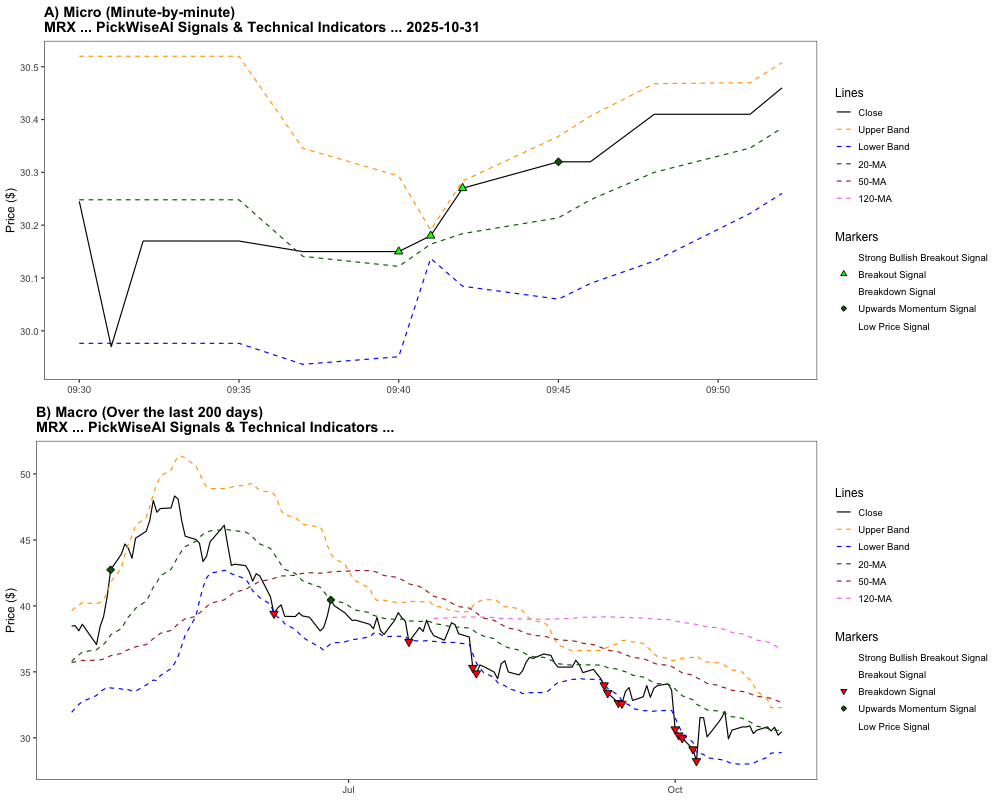 A) Micro (Minute-by-minute)
MRX ... PickWiseAI Signals & Technical Indicators ... 2025-10-31
Price ($)
30.5
30.4
30.3
30.2
30.1
30.0
09:30
09:35
09:40
09:45
09:50
Lines
Close
Upper Band
Lower Band
20-MA
50-MA
120-MA
Markers
Strong Bullish Breakout Signal
Breakout Signal
Breakdown Signal
Upwards Momentum Signal
Low Price Signal
B) Macro (Over the last 200 days)
MRX ... PickWiseAI Signals & Technical Indicators ...
Price ($)
50
45
40
35
30
Jul
Oct
Lines
Close
Upper Band
Lower Band
20-MA
50-MA
120-MA
Markers
Strong Bullish Breakout Signal
Breakout Signal
Breakdown Signal
Upwards Momentum Signal
Low Price Signal